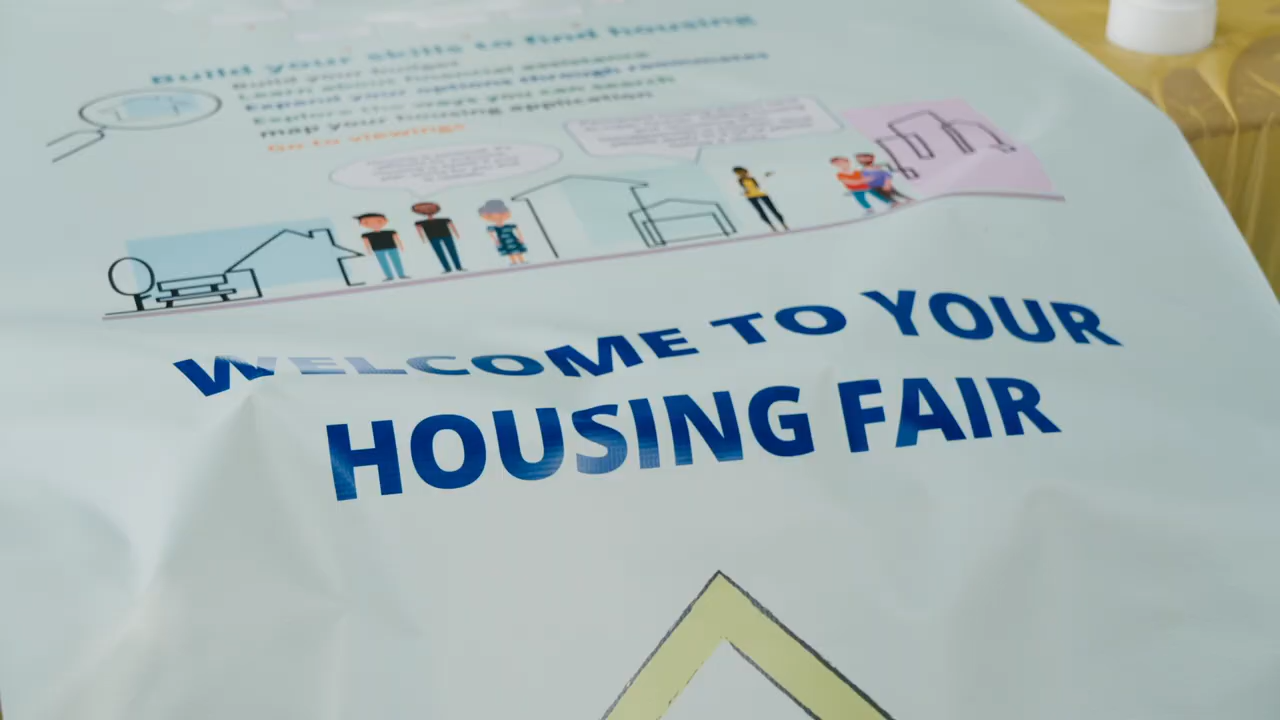 Build your skills to find housing
Build your budget
Learn about financial assistance
Expand your options through roommates
Explore the ways you can search
map your housing application
Go to viewings
WELCOME TO YOUR
HOUSING FAIR